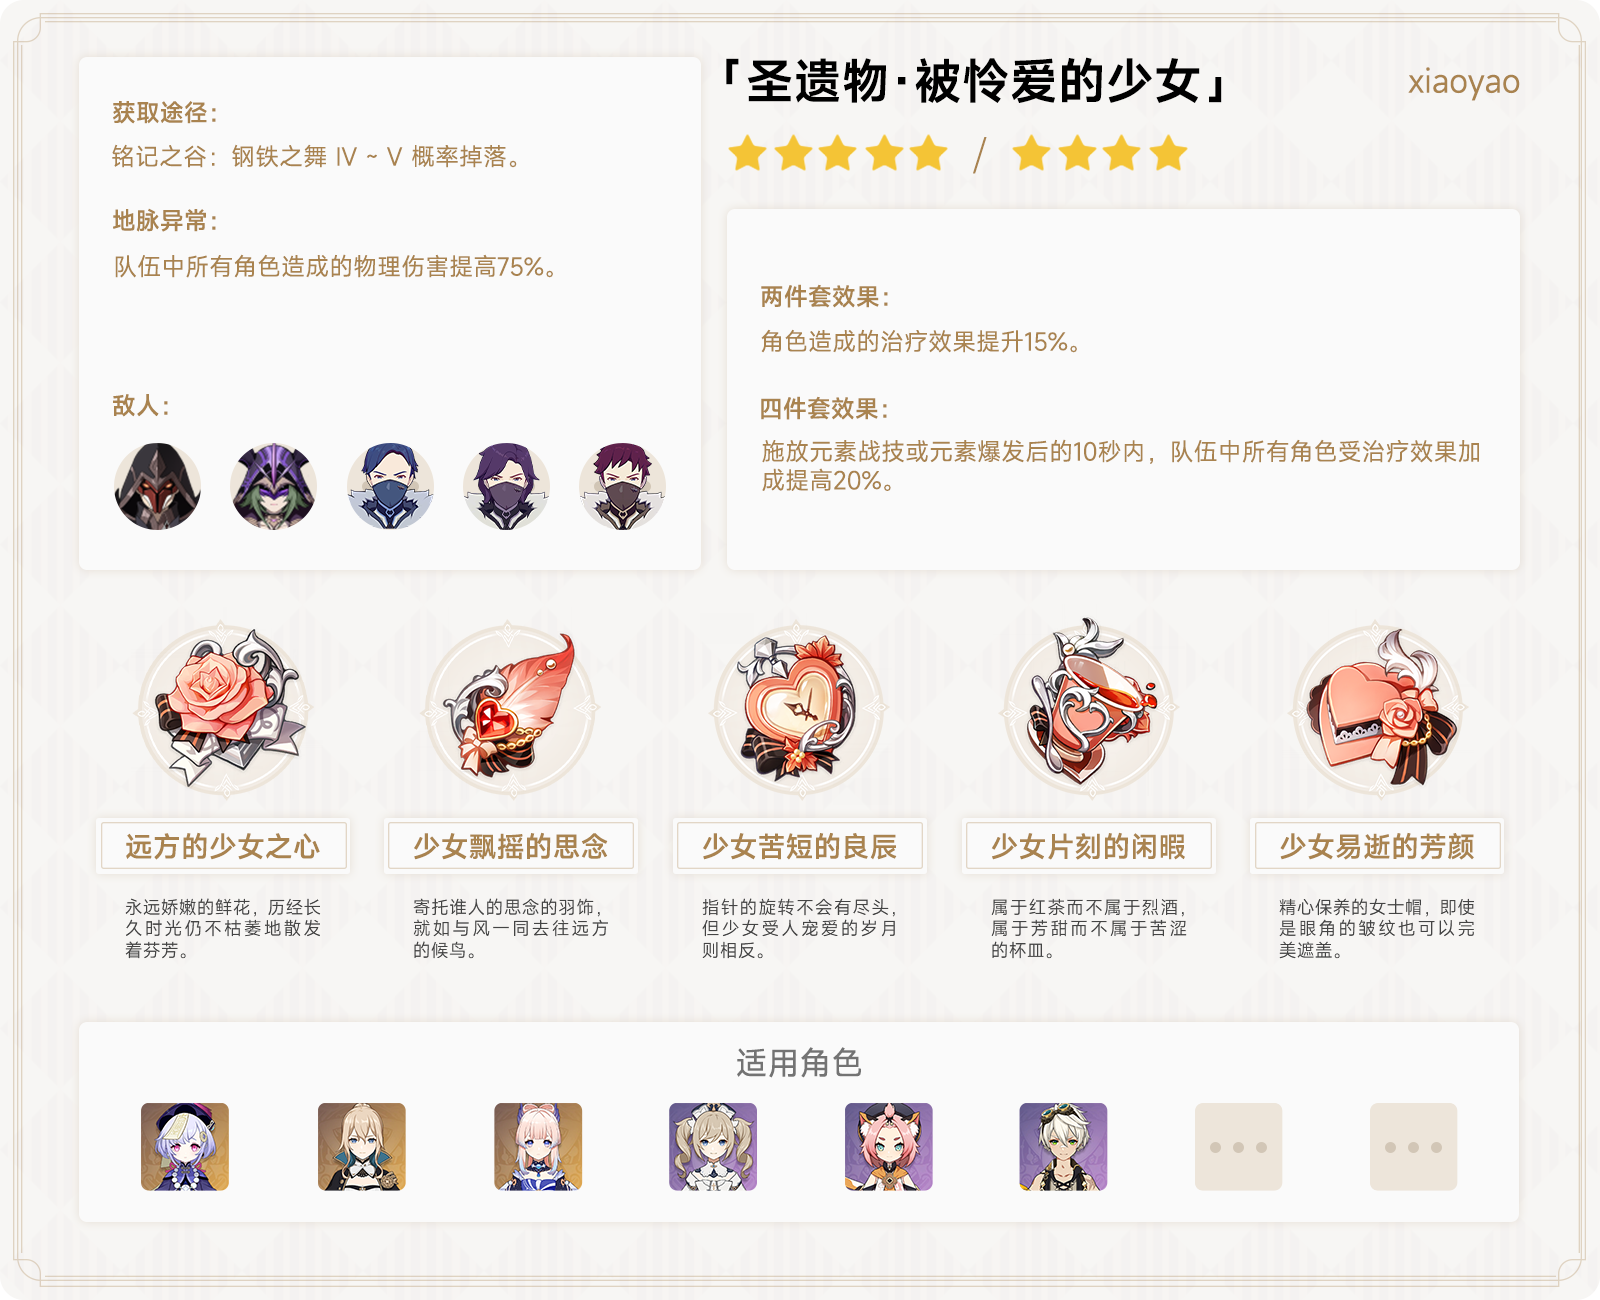 获取途径：
铭记之谷：钢铁之舞 IV ~ V 概率掉落。
地脉异常：
队伍中所有角色造成的物理伤害提高75%。
敌人：
「圣遗物·被怜爱的少女」
xiaoyao
/
两件套效果：
角色造成的治疗效果提升15%。
四件套效果：
施放元素战技或元素爆发后的10秒内，队伍中所有角色受治疗效果加
成提高20%。
远方的少女之心
永远娇嫩的鲜花，历经长
久时光仍不枯萎地散发
着芬芳。
少女飘摇的思念
寄托谁人的思念的羽饰，
就如与风一同去往远方
的候鸟。
少女苦短的良辰
指针的旋转不会有尽头，
但少女受人宠爱的岁月
则相反。
少女片刻的闲暇
属于红茶而不属于烈酒，
属于芳甜而不属于苦涩
的杯皿。
少女易逝的芳颜
精心保养的女士帽，即使
是眼角的皱纹也可以完
美遮盖。
适用角色